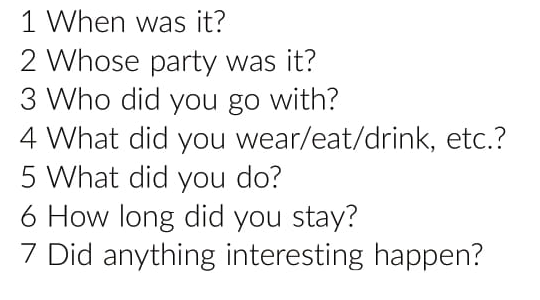 1 When was it?
2 Whose party was it?
3 Who did you go with?
4 What did you wear/eat/drink, etc.?
5 What did you do?
6 How long did you stay?
7 Did anything interesting happen?